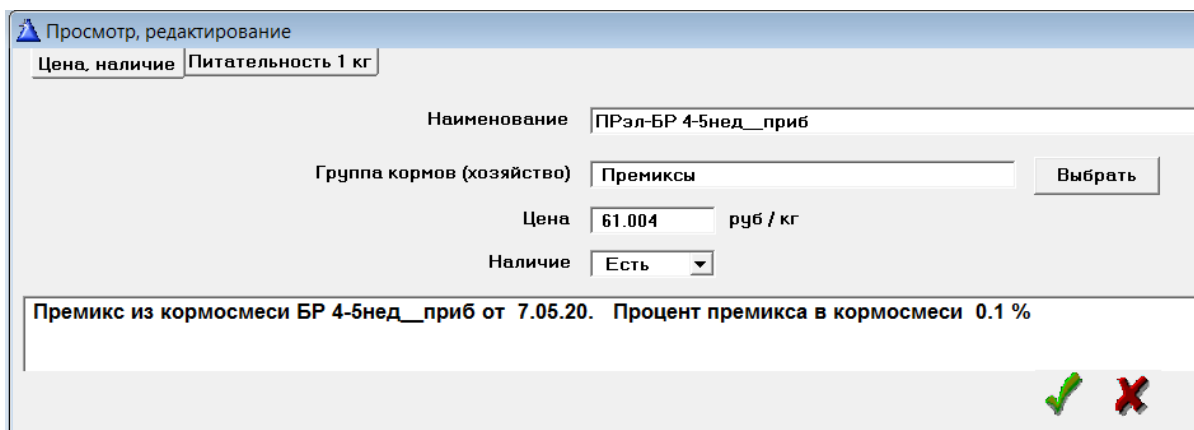 Просмотр, редактирование
Цена, наличие Питательность 1 кг
Наименование ПРэл-БР 4-5нед__приб
Группа кормов (хозяйство) Премиксы Выбрать
Цена 61.004 руб / кг
Наличие Есть
Премикс из кормосмеси БР 4-5нед__приб от 7.05.20. Процент премикса в кормосмеси 0.1 %